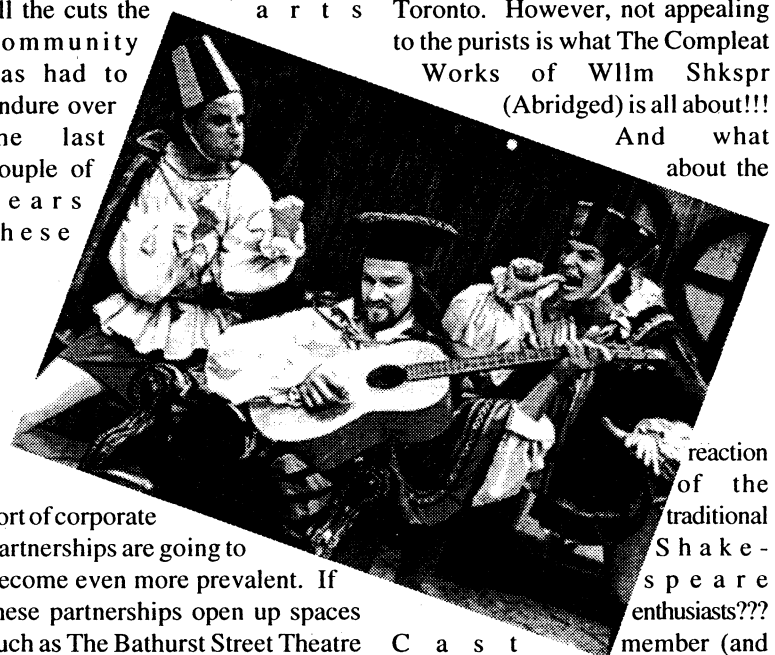 ll the cuts the arts
ommunity
as had to
ndure over
he last
ouple of
ears
hese
ort of corporate
artnerships are going to
ecome even more prevalent. If
hese partnerships open up spaces
uch as The Bathurst Street Theatre
Toronto. However, not appealing
to the purists is what The Compleat
Works of Wllm Shkspr
(Abridged) is all about!!!
And what
about the
reaction
of the
traditional
Shake-
speare
enthusiasts???
Cast member (and